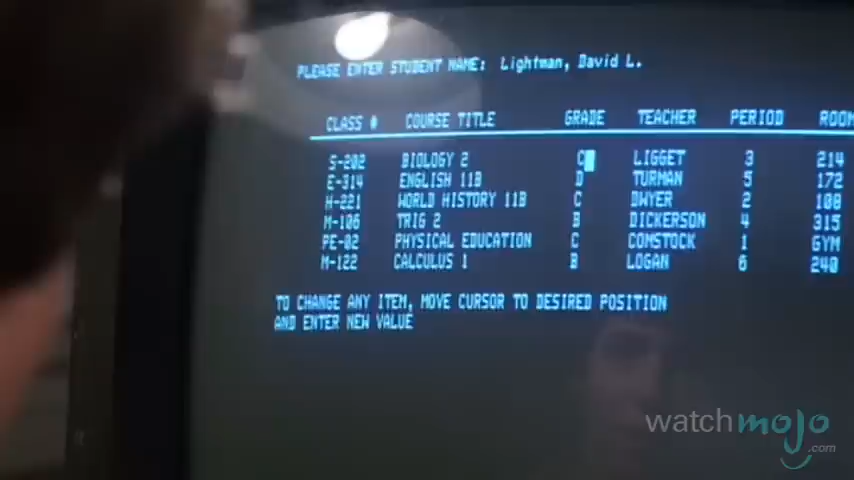 PLEASE ENTER STUDENT NAME: Lightman, David L.
CLASS # COURSE TITLE GRADE TEACHER PERIOD ROOM
S-202 BIOLOGY 2 C LIGGET 3 214
E-314 ENGLISH 11B D TURMAN 5 172
H-221 WORLD HISTORY 11B C DWYER 2 108
M-106 TRIG 2 B DICKERSON 4 315
PE-02 PHYSICAL EDUCATION C COMSTOCK 1 GYM
M-122 CALCULUS 1 B LOGAN 6 240
TO CHANGE ANY ITEM, MOVE CURSOR TO DESIRED POSITION
AND ENTER NEW VALUE
watchmojo
.com